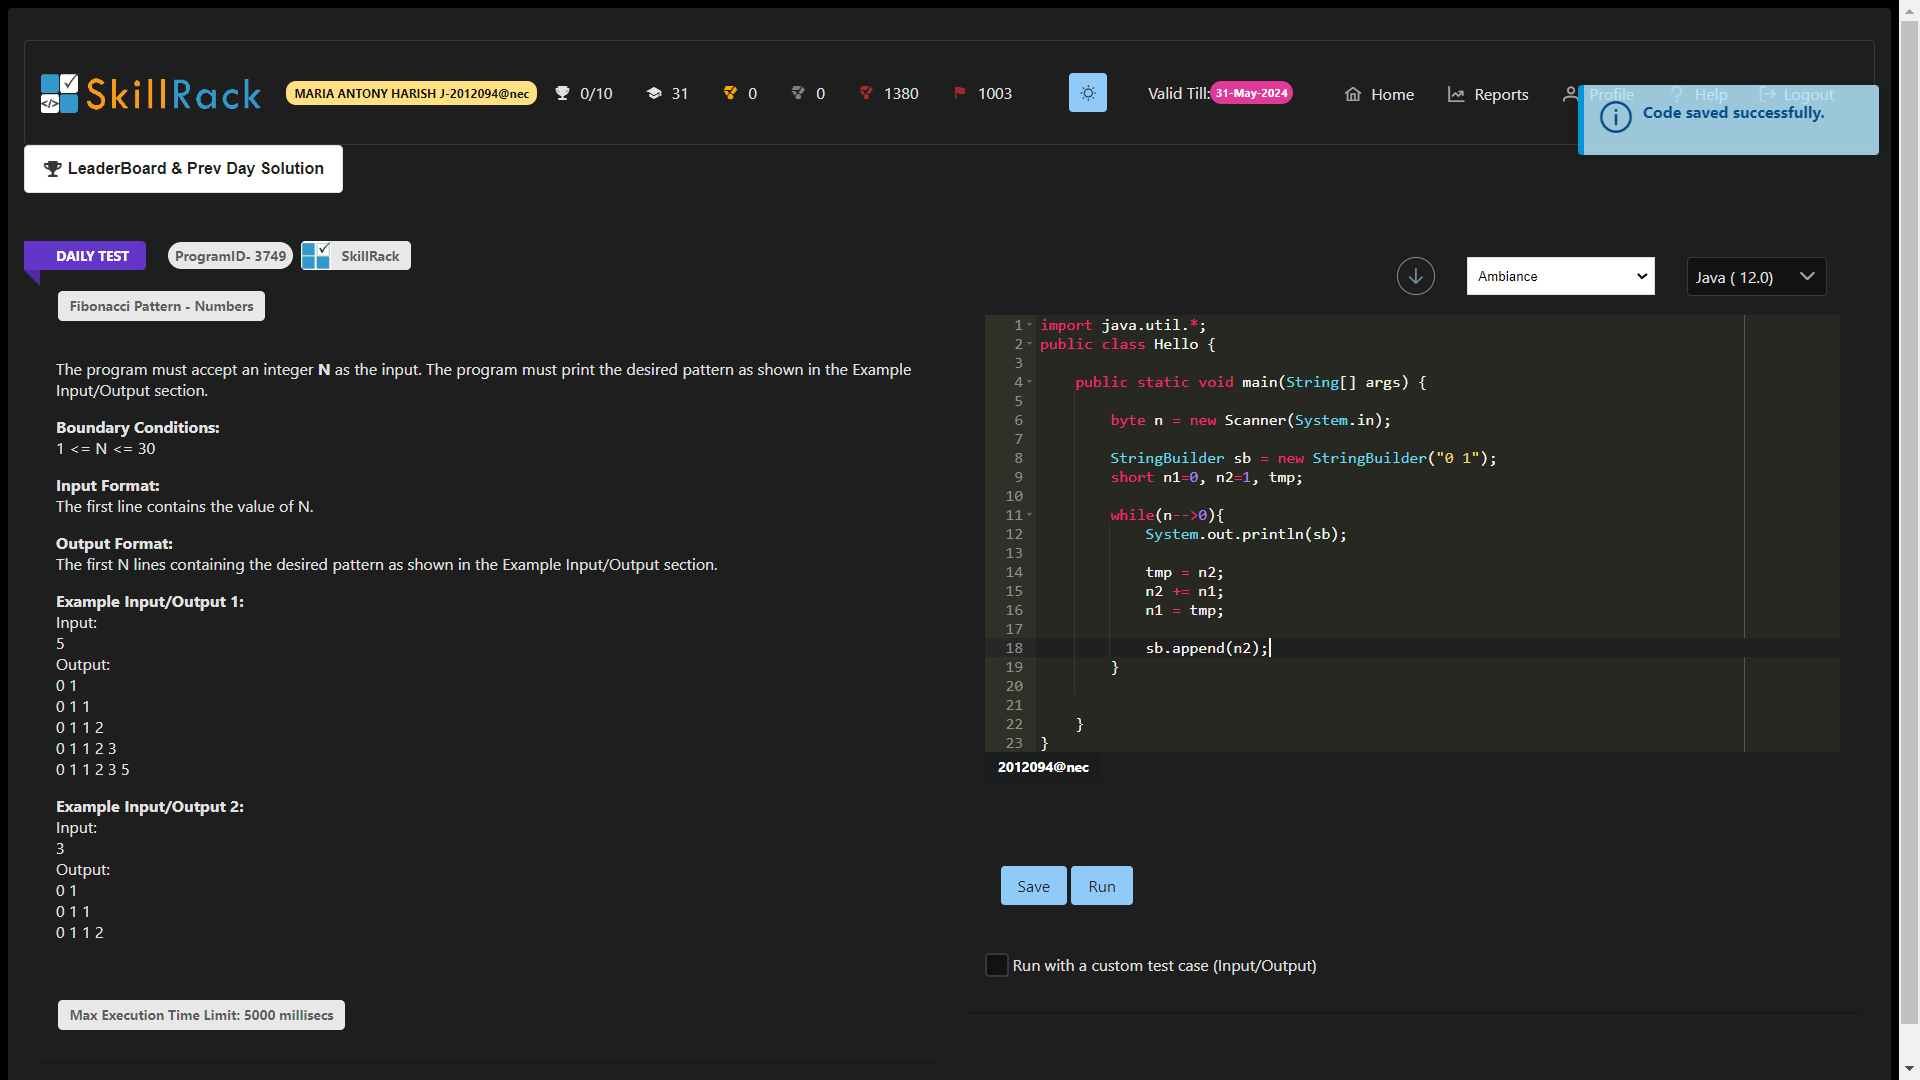 SkillRack
MARIA ANTONY HARISH J-2012094@nec
0/10
31
0
0
1380
1003
Valid Till:
31-May-2024
Home
Reports
Profile
Help
Logout
Code saved successfully.
LeaderBoard & Prev Day Solution
DAILY TEST
ProgramID- 3749
SkillRack
Ambiance
Java ( 12.0)
Fibonacci Pattern - Numbers
The program must accept an integer N as the input. The program must print the desired pattern as shown in the Example
Input/Output section.
Boundary Conditions:
1 <= N <= 30
Input Format:
The first line contains the value of N.
Output Format:
The first N lines containing the desired pattern as shown in the Example Input/Output section.
Example Input/Output 1:
Input:
5
Output:
0 1
0 1 1
0 1 1 2
0 1 1 2 3
0 1 1 2 3 5
Example Input/Output 2:
Input:
3
Output:
0 1
0 1 1
0 1 1 2
Max Execution Time Limit: 5000 millisecs
1 import java.util.*;
2 public class Hello {
3
4 public static void main(String[] args) {
5
6 byte n = new Scanner(System.in);
7
8 StringBuilder sb = new StringBuilder("0 1");
9 short n1=0, n2=1, tmp;
10
11 while(n-->0){
12 System.out.println(sb);
13
14 tmp = n2;
15 n2 += n1;
16 n1 = tmp;
17
18 sb.append(n2);
19 }
20
21
22 }
23 }
2012094@nec
Save
Run
Run with a custom test case (Input/Output)